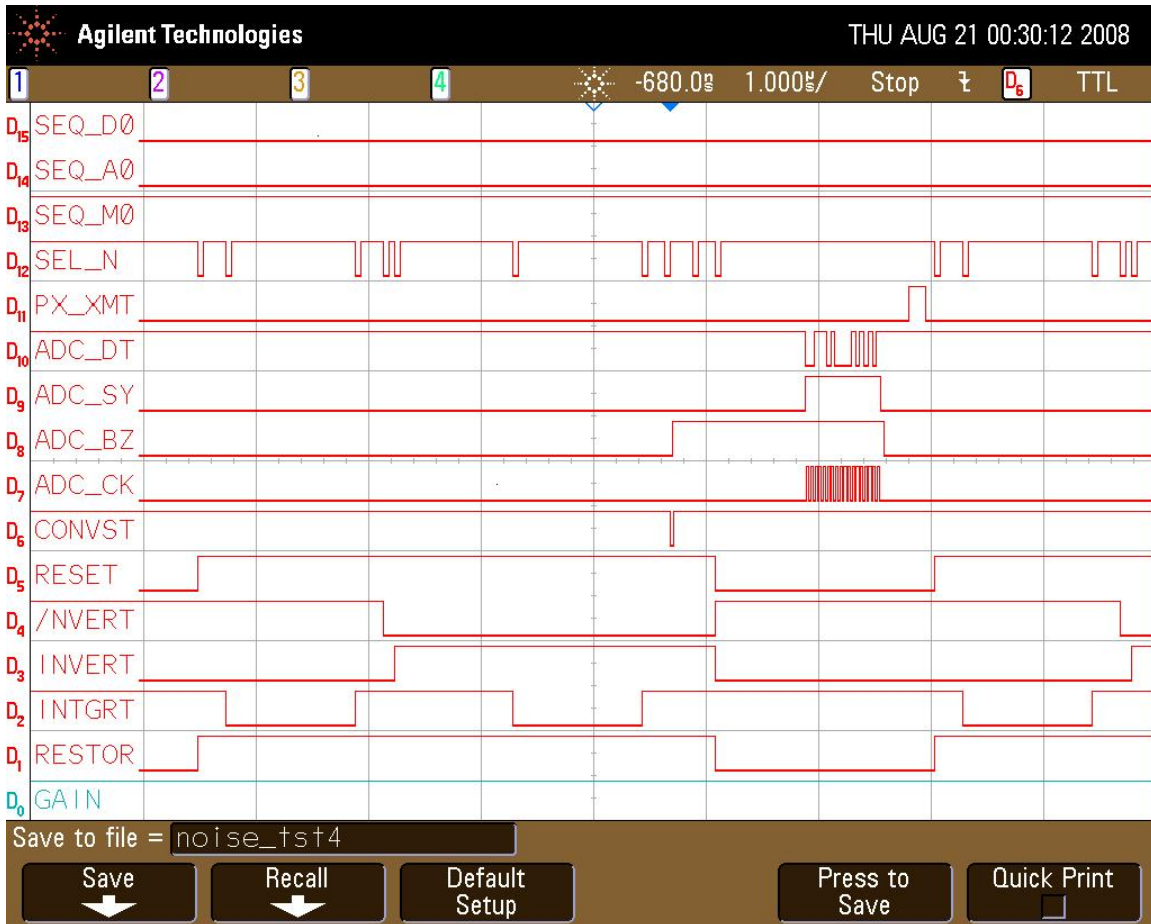 Agilent Technologies THU AUG 21 00:30:12 2008
1 2 3 4 -680.0ns 1.000us/ Stop D6 TTL
D15 SEQ_D0
D14 SEQ_A0
D13 SEQ_M0
D12 SEL_N
D11 PX_XMT
D10 ADC_DT
D9 ADC_SY
D8 ADC_BZ
D7 ADC_CK
D6 CONVST
D5 RESET
D4 /NVERT
D3 INVERT
D2 INTGRT
D1 RESTOR
D0 GAIN
Save to file = noise_tst4
Save Recall Default Setup Press to Save Quick Print